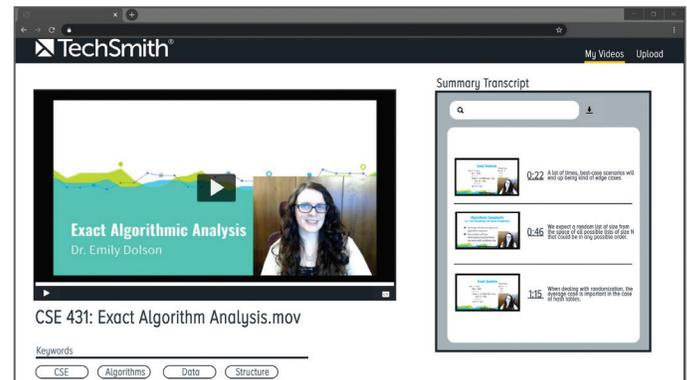 TechSmith®
My Videos Upload
Summary Transcript
Exact Algorithmic Analysis
Dr. Emily Dolson
0:22 A lot of times, best-case scenarios will
end up being kind of edge cases.
0:46 We expect a random list of size from
the space of all possible lists of size N
that could be in any possible order.
1:15 When dealing with randomization, the
average case is important in the case
of hash tables.
CSE 431: Exact Algorithm Analysis.mov
Keywords
CSE Algorithms Data Structure